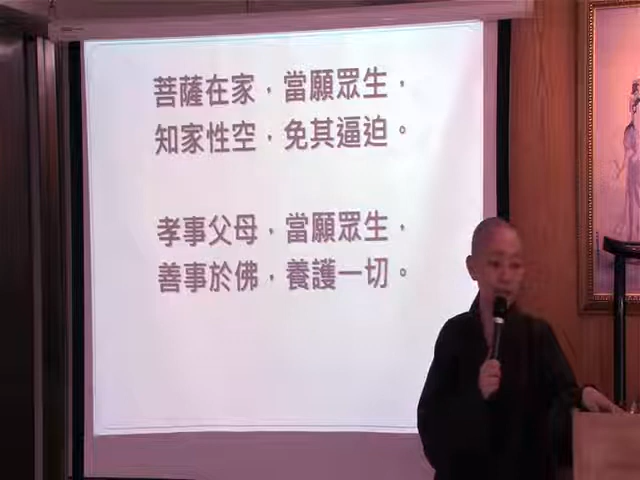 菩薩在家，當願眾生，
知家性空，免其逼迫。
孝事父母，當願眾生，
善事於佛，養護一切。